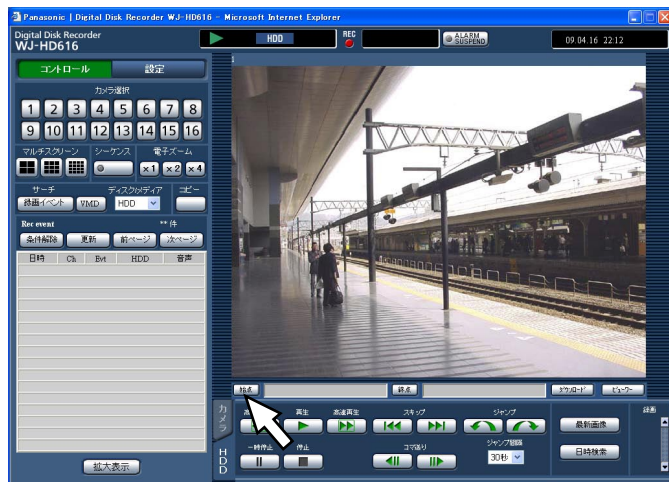 Panasonic | Digital Disk Recorder WJ-HD616 - Microsoft Internet Explorer
Digital Disk Recorder
WJ-HD616
HDD
REC
ALARM
SUSPEND
09.04.16 22:12
コントロール 設定
カメラ選択
1 2 3 4 5 6 7 8
9 10 11 12 13 14 15 16
マルチスクリーン シーケンス 電子ズーム
x1 x2 x4
サーチ ディスク/メディア コピー
録画イベント VMD HDD
Rec event ** 件
条件解除 更新 前ページ 次ページ
日時 Ch Evt HDD 音声
拡大表示
始点 終点 ダウンロード ビューワー
カメラ
HDD
再生 高速再生 スキップ ジャンプ
最新画像
録画
一時停止 停止 コマ送り ジャンプ間隔
30秒
日時検索